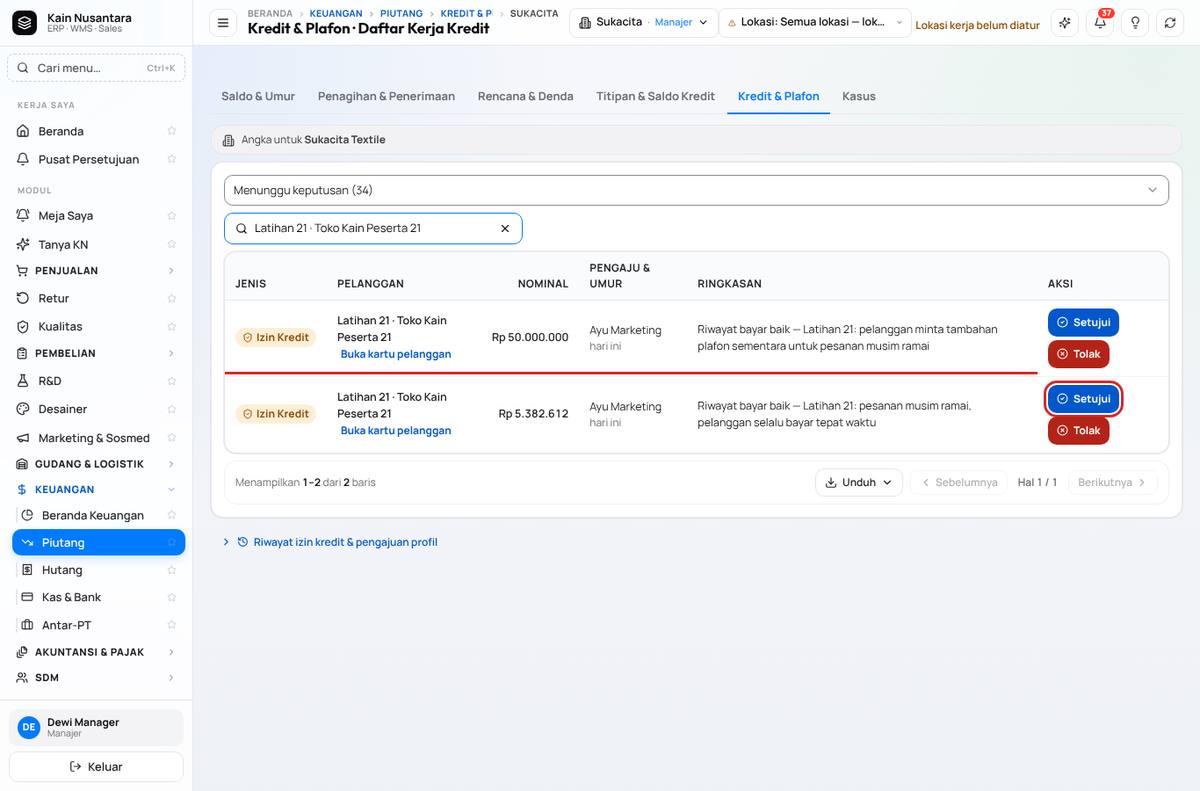 Kain Nusantara
ERP · WMS · Sales
Cari menu... Ctrl+K
KERJA SAYA
Beranda
Pusat Persetujuan
MODUL
Meja Saya
Tanya KN
PENJUALAN
Retur
Kualitas
PEMBELIAN
R&D
Desainer
Marketing & Sosmed
GUDANG & LOGISTIK
KEUANGAN
Beranda Keuangan
Piutang
Hutang
Kas & Bank
Antar-PT
AKUNTANSI & PAJAK
SDM
DE Dewi Manager
Manajer
Keluar
BERANDA > KEUANGAN > PIUTANG > KREDIT & P > SUKACITA
Kredit & Plafon · Daftar Kerja Kredit
Sukacita · Manajer
Lokasi: Semua lokasi — lok...
Lokasi kerja belum diatur
37
Saldo & Umur Penagihan & Penerimaan Rencana & Denda Titipan & Saldo Kredit Kredit & Plafon Kasus
Angka untuk Sukacita Textile
Menunggu keputusan (34)
Latihan 21 · Toko Kain Peserta 21
JENIS PELANGGAN NOMINAL PENGAJU & UMUR RINGKASAN AKSI
Izin Kredit
Latihan 21 · Toko Kain
Peserta 21
Buka kartu pelanggan
Rp 50.000.000
Ayu Marketing
hari ini
Riwayat bayar baik — Latihan 21: pelanggan minta tambahan
plafon sementara untuk pesanan musim ramai
Setujui
Tolak
Izin Kredit
Latihan 21 · Toko Kain
Peserta 21
Buka kartu pelanggan
Rp 5.382.612
Ayu Marketing
hari ini
Riwayat bayar baik — Latihan 21: pesanan musim ramai,
pelanggan selalu bayar tepat waktu
Setujui
Tolak
Menampilkan 1–2 dari 2 baris
Unduh
Sebelumnya
Hal 1 / 1
Berikutnya
Riwayat izin kredit & pengajuan profil